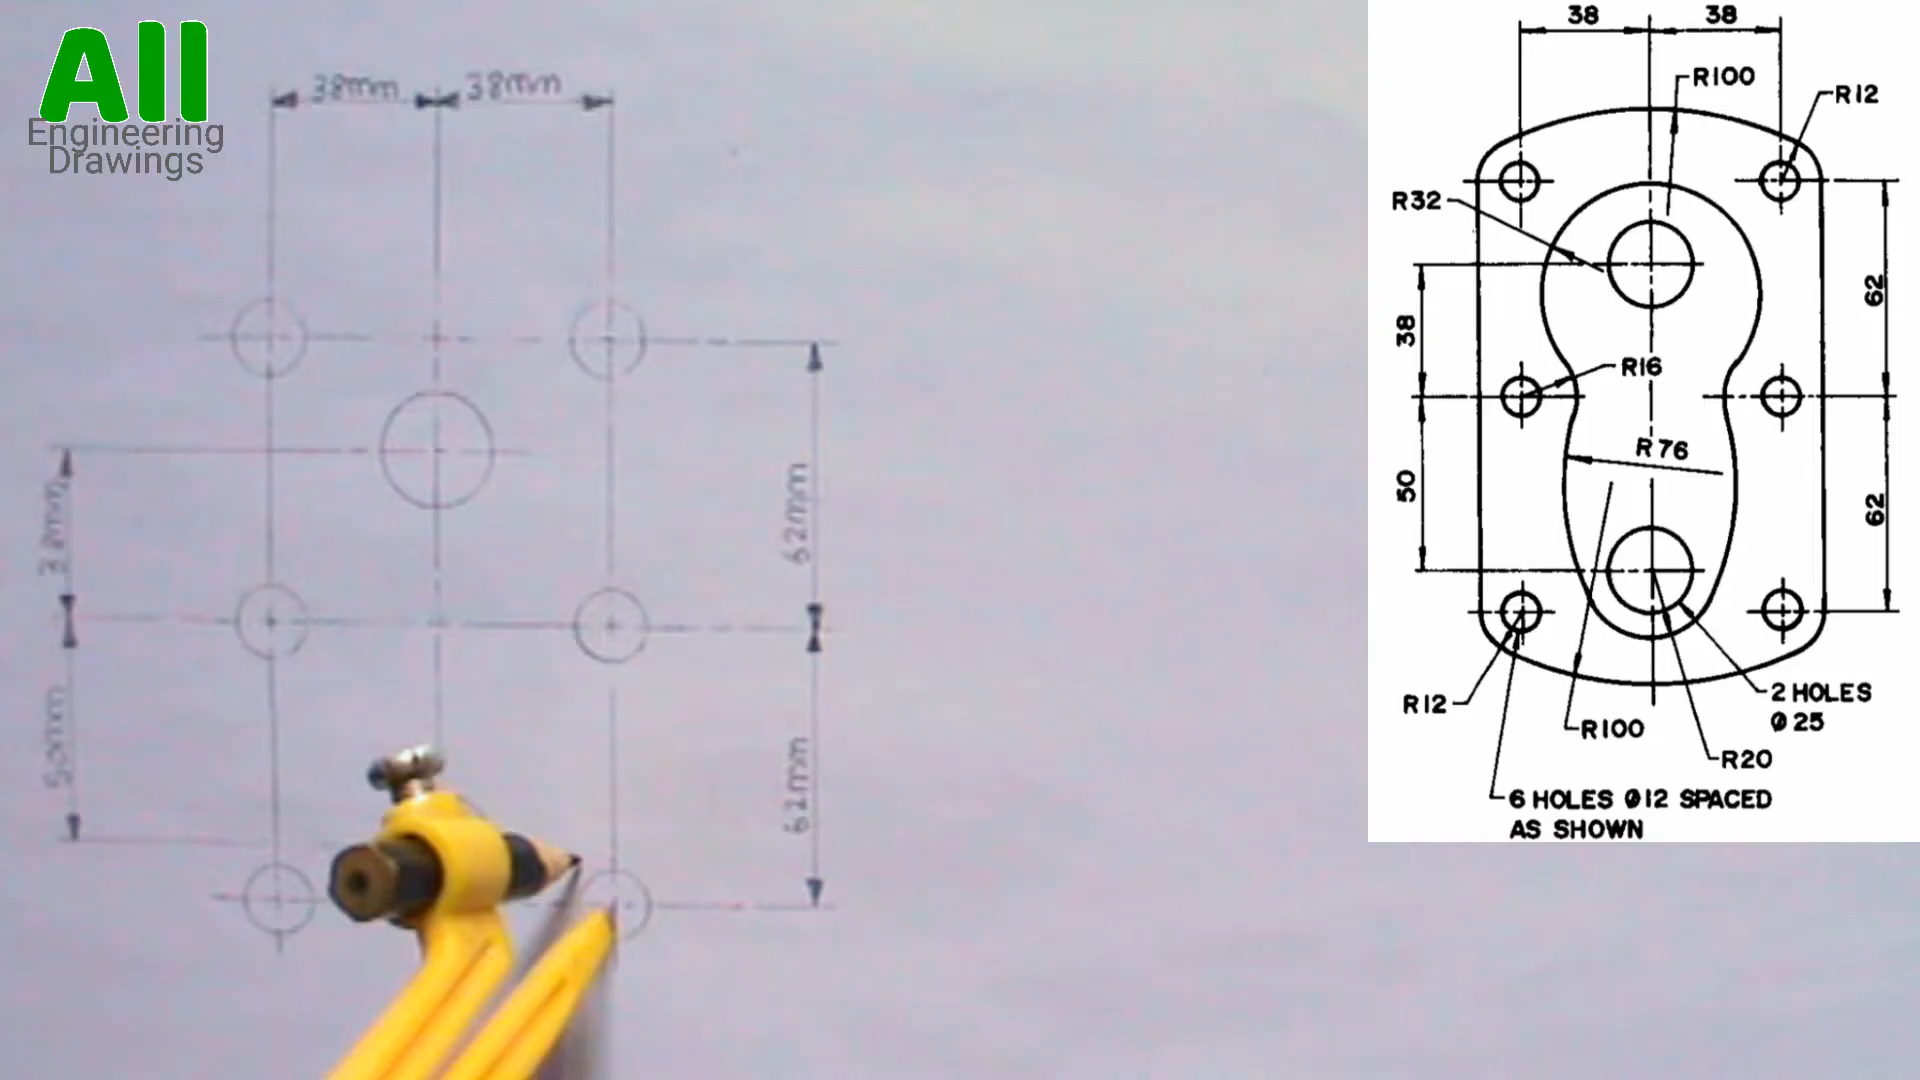 All
Engineering
Drawings
38mm
38mm
38mm
62mm
50mm
62mm
38
38
R100
R12
R32
62
38
R16
R76
50
62
R12
2 HOLES
Ø25
R100
R20
6 HOLES Ø12 SPACED
AS SHOWN